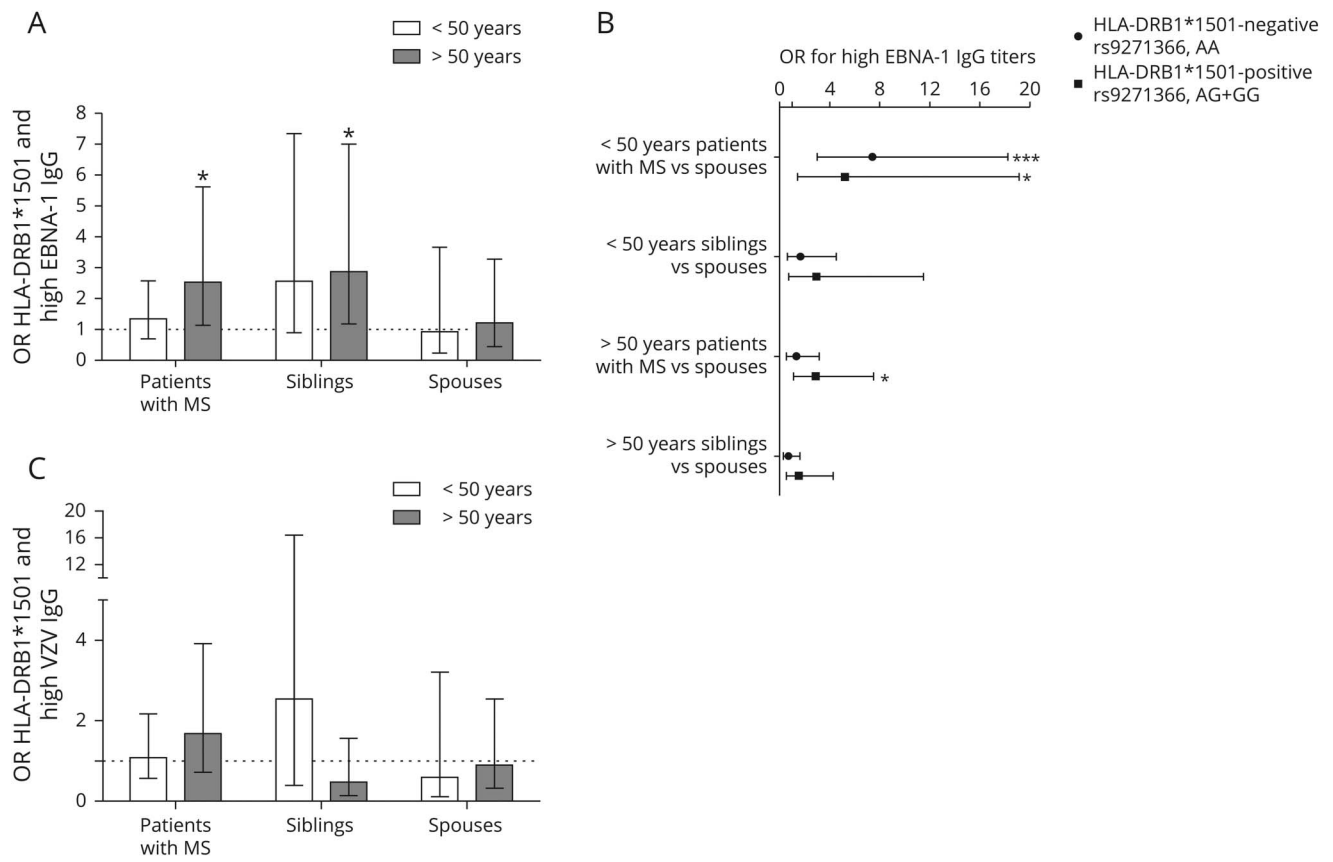 A
< 50 years
> 50 years
OR HLA-DRB1*1501 and
high EBNA-1 IgG
8
7
6
5
4
3
2
1
0
*
*
Patients
with MS
Siblings
Spouses
B
HLA-DRB1*1501-negative
rs9271366, AA
HLA-DRB1*1501-positive
rs9271366, AG+GG
OR for high EBNA-1 IgG titers
0 4 8 12 16 20
< 50 years patients
with MS vs spouses
***
*
< 50 years siblings
vs spouses
> 50 years patients
with MS vs spouses
*
> 50 years siblings
vs spouses
C
< 50 years
> 50 years
OR HLA-DRB1*1501 and
high VZV IgG
20
16
12
4
2
0
Patients
with MS
Siblings
Spouses